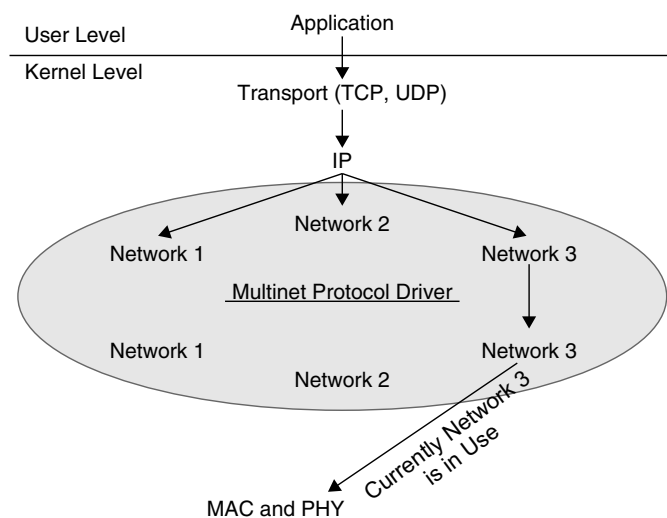 User Level
Application
Kernel Level
Transport (TCP, UDP)
IP
Network 1
Network 2
Network 3
Multinet Protocol Driver
Network 1
Network 2
Network 3
Currently Network 3
is in Use
MAC and PHY